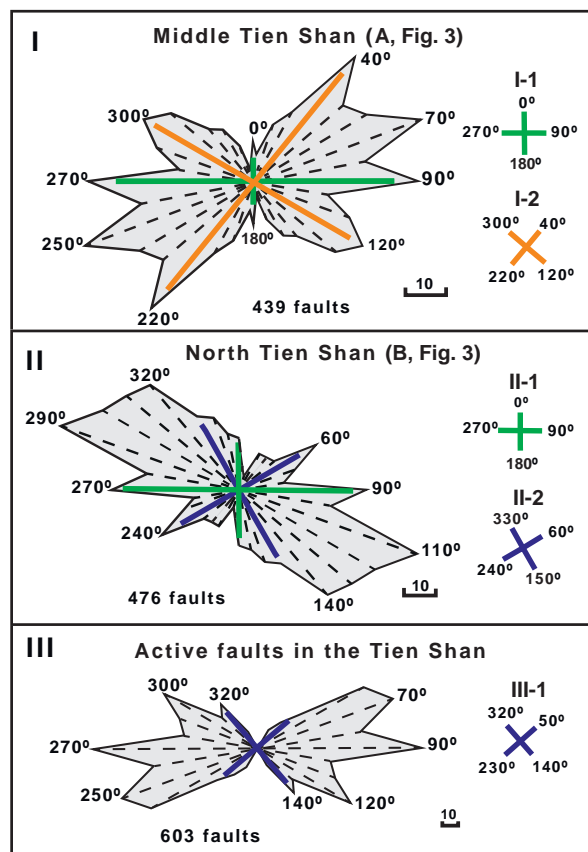 I
Middle Tien Shan (A, Fig. 3)
40º
300º
0º
70º
270º
90º
250º
180º
120º
220º
439 faults
10
I-1
0º
270º
90º
180º
I-2
300º
40º
220º
120º
II
North Tien Shan (B, Fig. 3)
320º
290º
60º
270º
90º
240º
110º
140º
476 faults
10
II-1
0º
270º
90º
180º
II-2
330º
60º
240º
150º
III
Active faults in the Tien Shan
300º
320º
70º
270º
90º
250º
140º
120º
603 faults
10
III-1
320º
50º
230º
140º